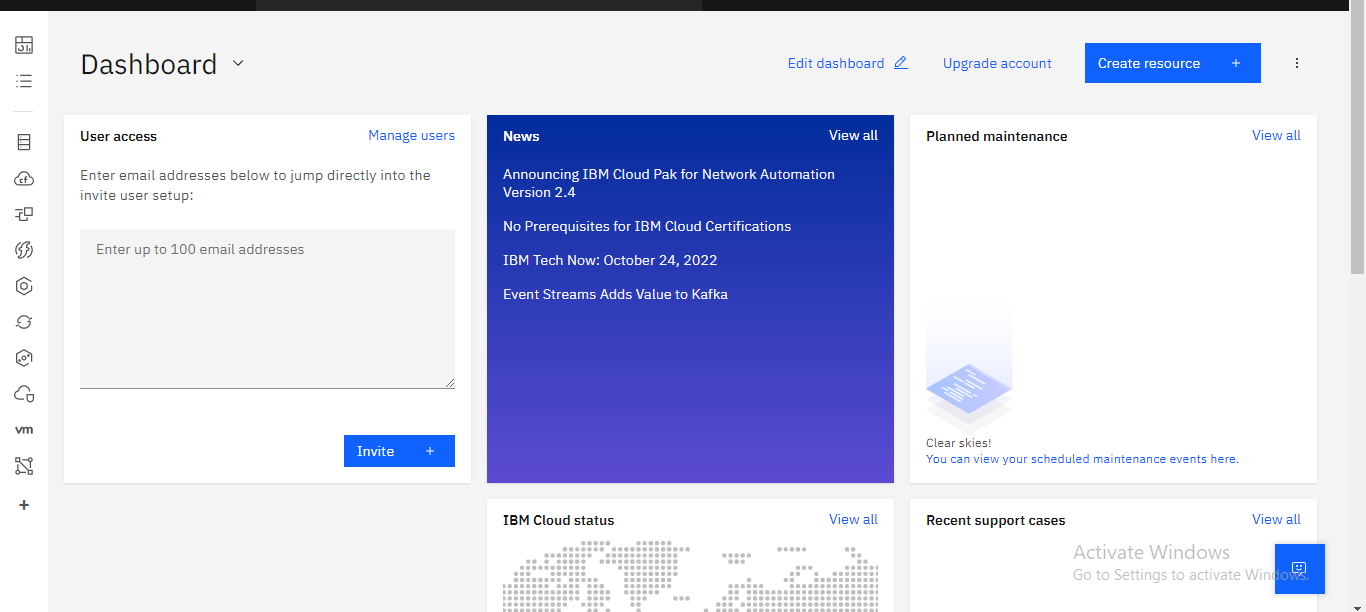 Dashboard
Edit dashboard
Upgrade account
Create resource +
User access
Manage users
Enter email addresses below to jump directly into the
invite user setup:
Enter up to 100 email addresses
Invite +
News
View all
Announcing IBM Cloud Pak for Network Automation
Version 2.4
No Prerequisites for IBM Cloud Certifications
IBM Tech Now: October 24, 2022
Event Streams Adds Value to Kafka
Planned maintenance
View all
Clear skies!
You can view your scheduled maintenance events here.
cf
vm
+
IBM Cloud status
View all
Recent support cases
View all
Activate Windows
Go to Settings to activate Windows.